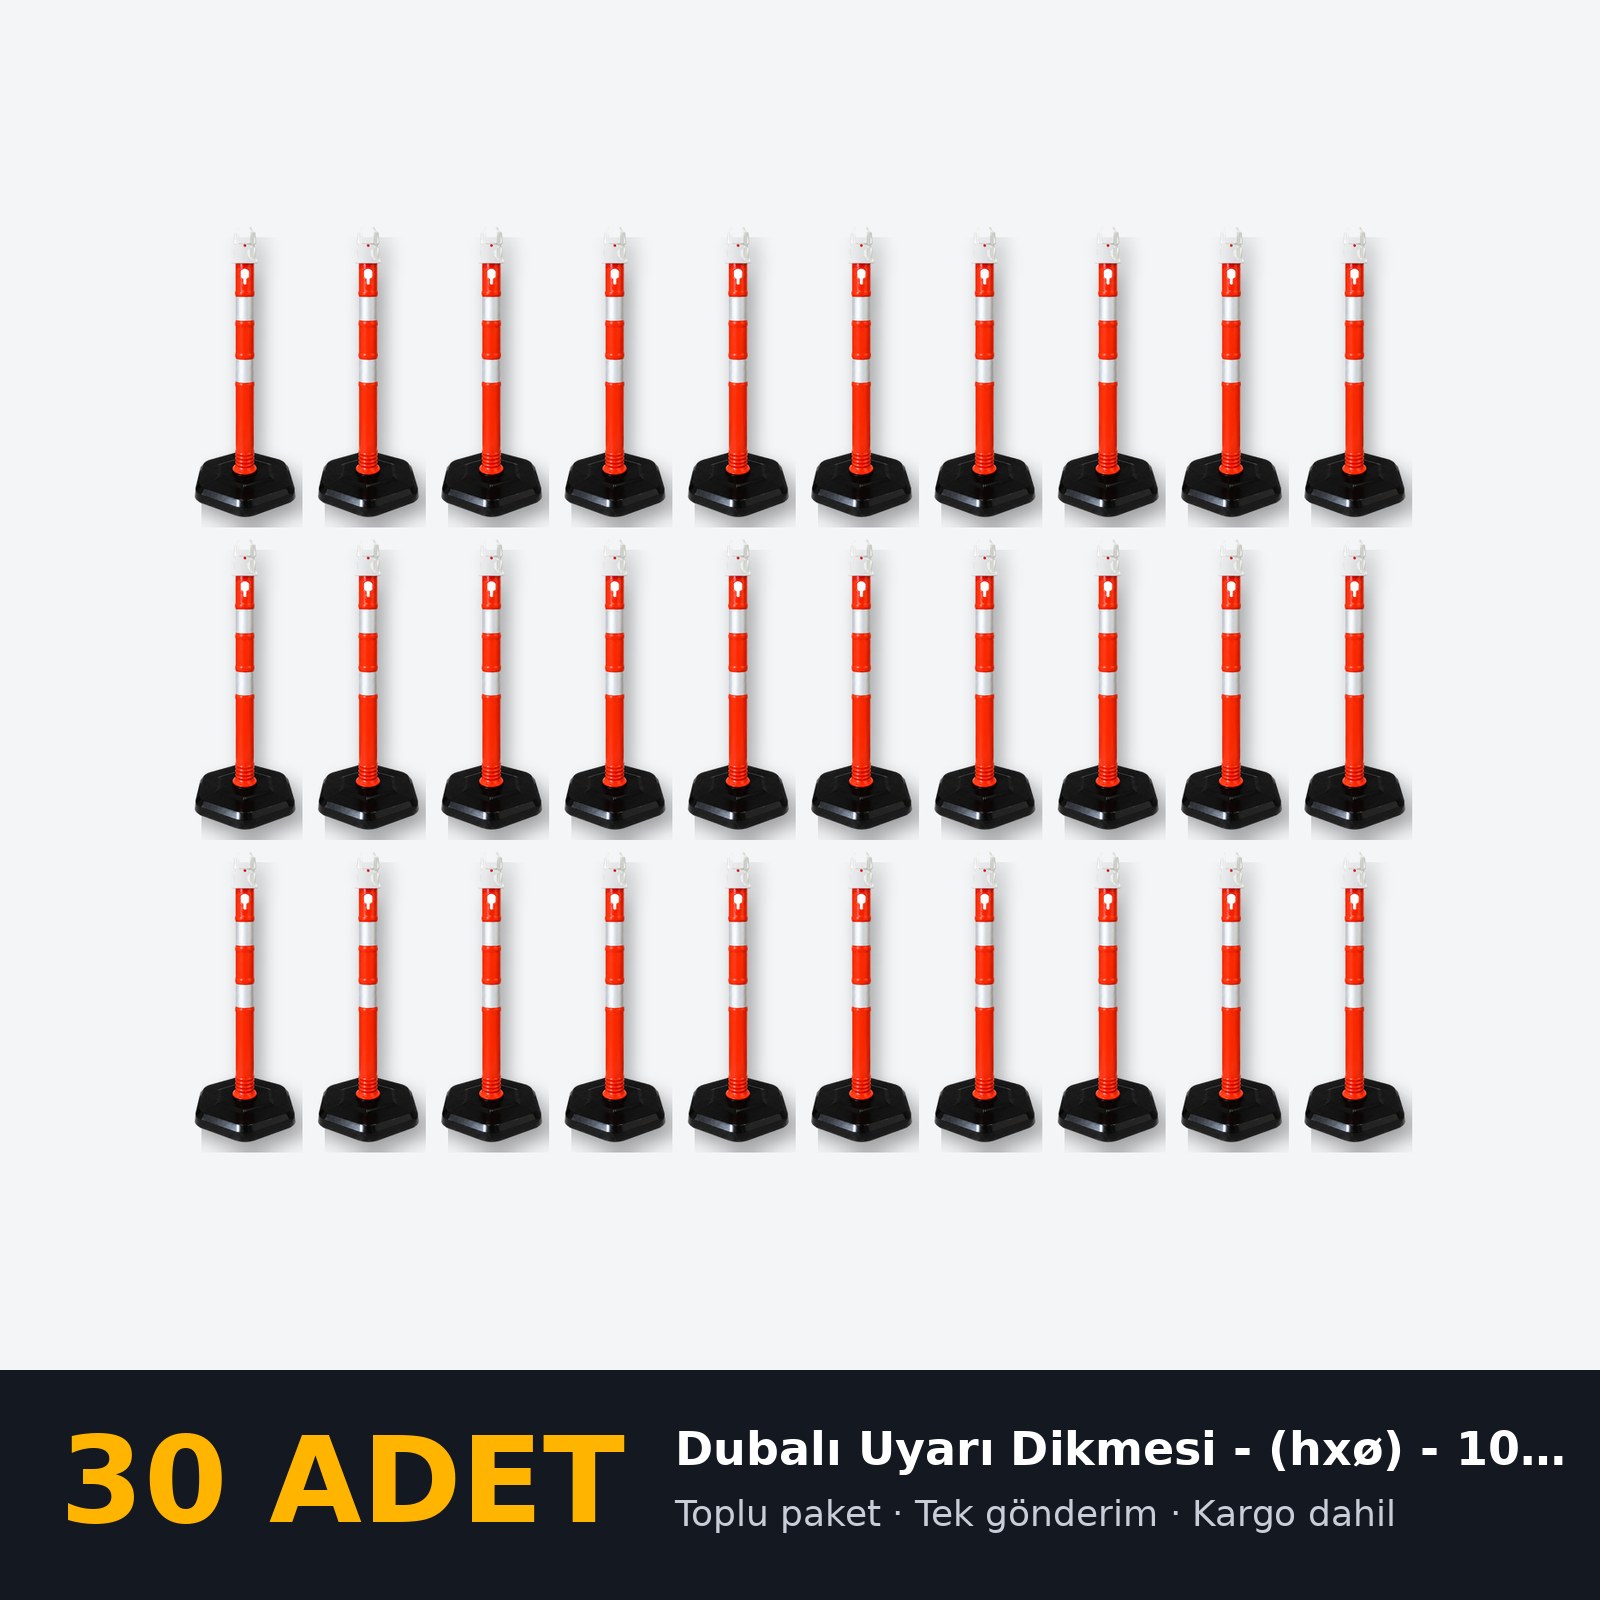 30 ADET
Dubalı Uyarı Dikmesi - (hxø) - 10…
Toplu paket · Tek gönderim · Kargo dahil